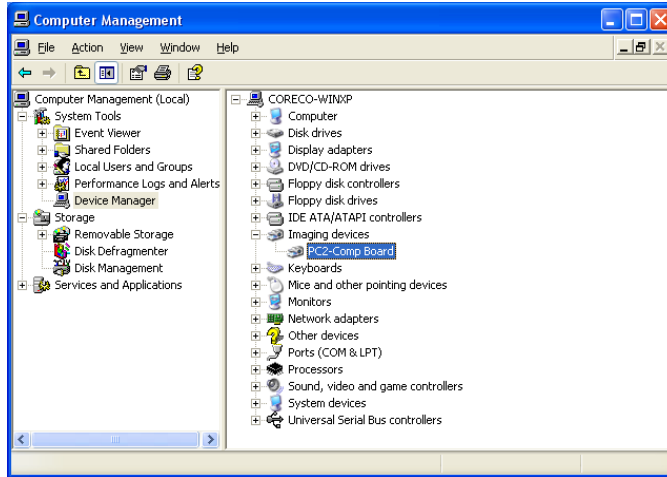 Computer Management
File Action View Window Help
Computer Management (Local)
System Tools
Event Viewer
Shared Folders
Local Users and Groups
Performance Logs and Alerts
Device Manager
Storage
Removable Storage
Disk Defragmenter
Disk Management
Services and Applications
CORECO-WINXP
Computer
Disk drives
Display adapters
DVD/CD-ROM drives
Floppy disk controllers
Floppy disk drives
IDE ATA/ATAPI controllers
Imaging devices
PC2-Comp Board
Keyboards
Mice and other pointing devices
Monitors
Network adapters
Other devices
Ports (COM & LPT)
Processors
Sound, video and game controllers
System devices
Universal Serial Bus controllers